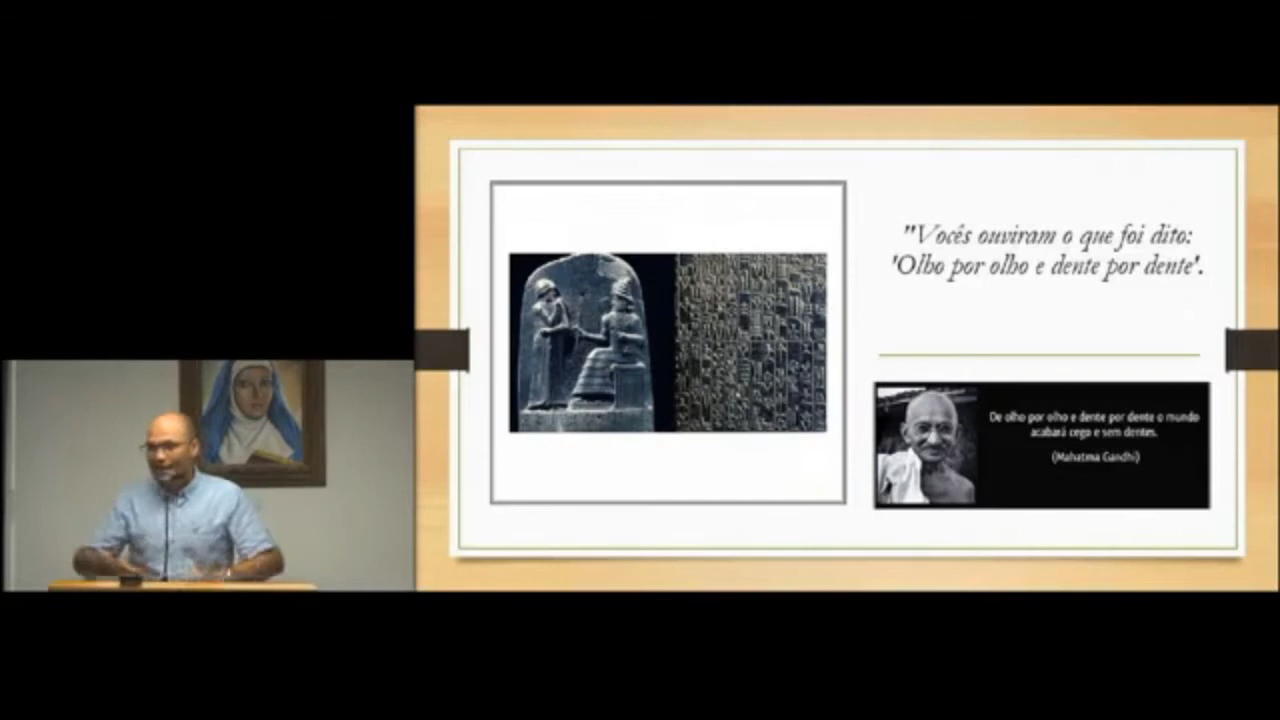 "Vocês ouviram o que foi dito:
'Olho por olho e dente por dente'.
De olho por olho e dente por dente o mundo
acabará cego e sem dentes.
(Mahatma Gandhi)